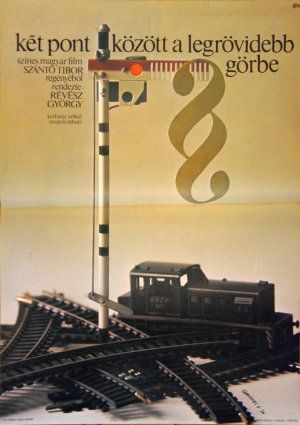 két pont között a legrövidebb
görbe
színes magyar film
SZÁNTÓ TIBOR
regényéből
rendezte:
RÉVÉSZ
GYÖRGY
korhatár nélkül
megtekinthető
§